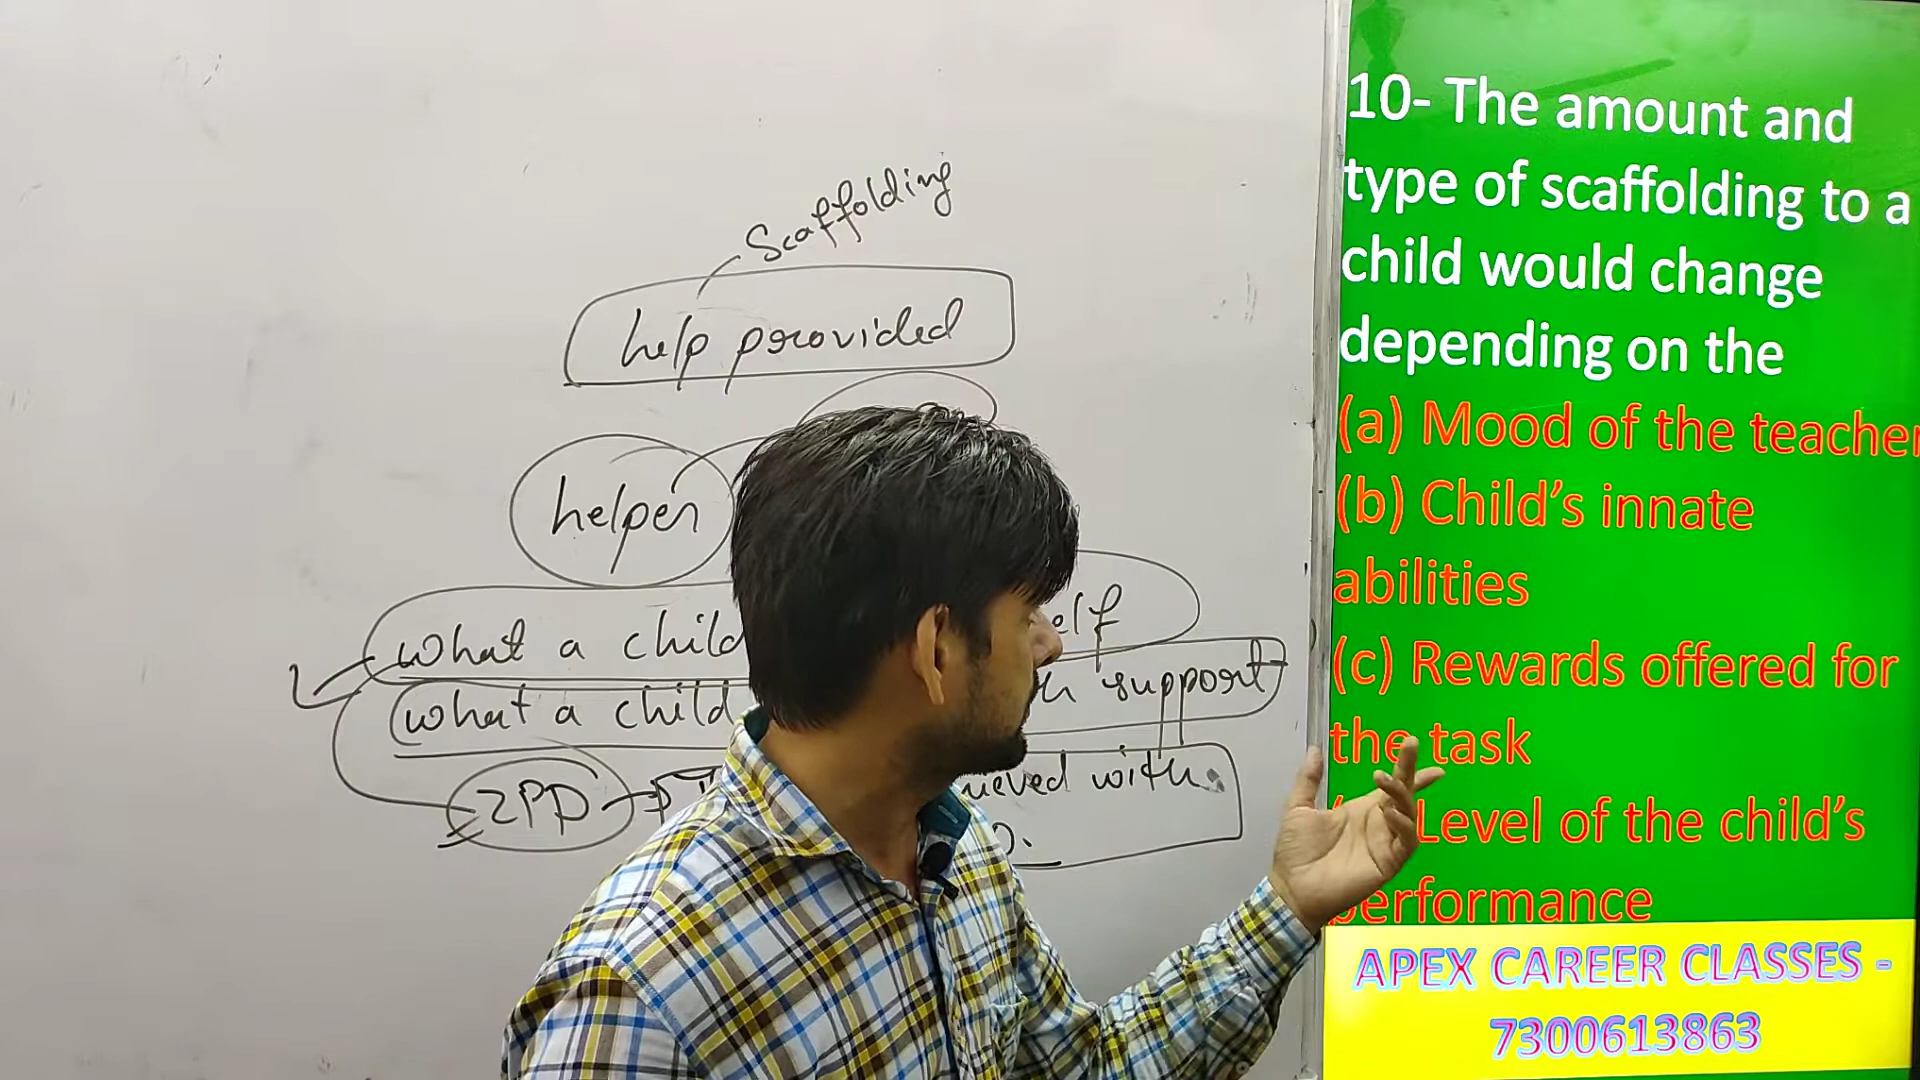 Scaffolding
help provided
helper
what a child elf
what a child support
ZPD ieved with
10- The amount and
type of scaffolding to a
child would change
depending on the
(a) Mood of the teacher
(b) Child's innate
abilities
(c) Rewards offered for
the task
Level of the child's
performance
APEX CAREER CLASSES -
7300613863